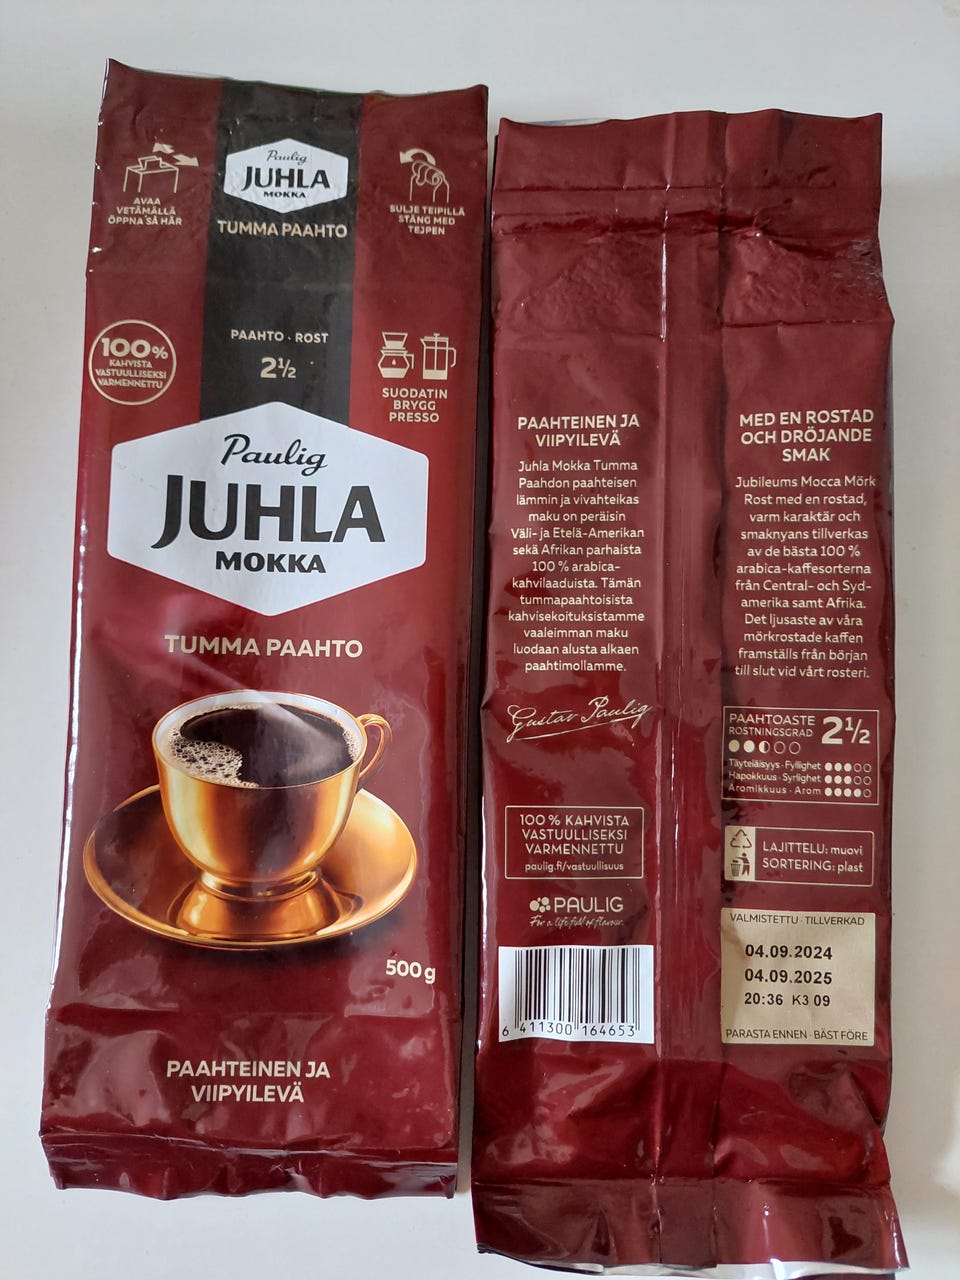 AVAA
VETÄMÄLLÄ
ÖPPNA SÅ HÄR
Paulig
JUHLA
MOKKA
TUMMA PAAHTO
SULJE TEIPILLÄ
STÄNG MED
TEJPEN
PAAHTO · ROST
2½
100%
KAHVISTA
VASTUULLISEKSI
VARMENNETTU
SUODATIN
BRYGG
PRESSO
Paulig
JUHLA
MOKKA
TUMMA PAAHTO
500 g
PAAHTEINEN JA
VIIPYILEVÄ
PAAHTEINEN JA
VIIPYILEVÄ
Juhla Mokka Tumma
Paahdon paahteisen
lämmin ja vivahteikas
maku on peräisin
Väli- ja Etelä-Amerikan
sekä Afrikan parhaista
100 % arabica-
kahvilaaduista. Tämän
tummapaahtoisista
kahvisekoituksistamme
vaaleimman maku
luodaan alusta alkaen
paahtimollamme.
Gustav Paulig
100 % KAHVISTA
VASTUULLISEKSI
VARMENNETTU
paulig.fi/vastuullisuus
PAULIG
For a life full of flavour.
6 411300 164653
MED EN ROSTAD
OCH DRÖJANDE
SMAK
Jubileums Mocca Mörk
Rost med en rostad,
varm karaktär och
smaknyans tillverkas
av de bästa 100 %
arabica-kaffesorterna
från Central- och Syd-
amerika samt Afrika.
Det ljusaste av våra
mörkrostade kaffen
framställs från början
till slut vid vårt rosteri.
PAAHTOASTE
ROSTNINGSGRAD
2½
Täyteläisyys · Fyllighet
Hapokkuus · Syrlighet
Aromikkuus · Arom
LAJITTELU: muovi
SORTERING: plast
VALMISTETTU · TILLVERKAD
04.09.2024
04.09.2025
20:36 K3 09
PARASTA ENNEN · BÄST FÖRE